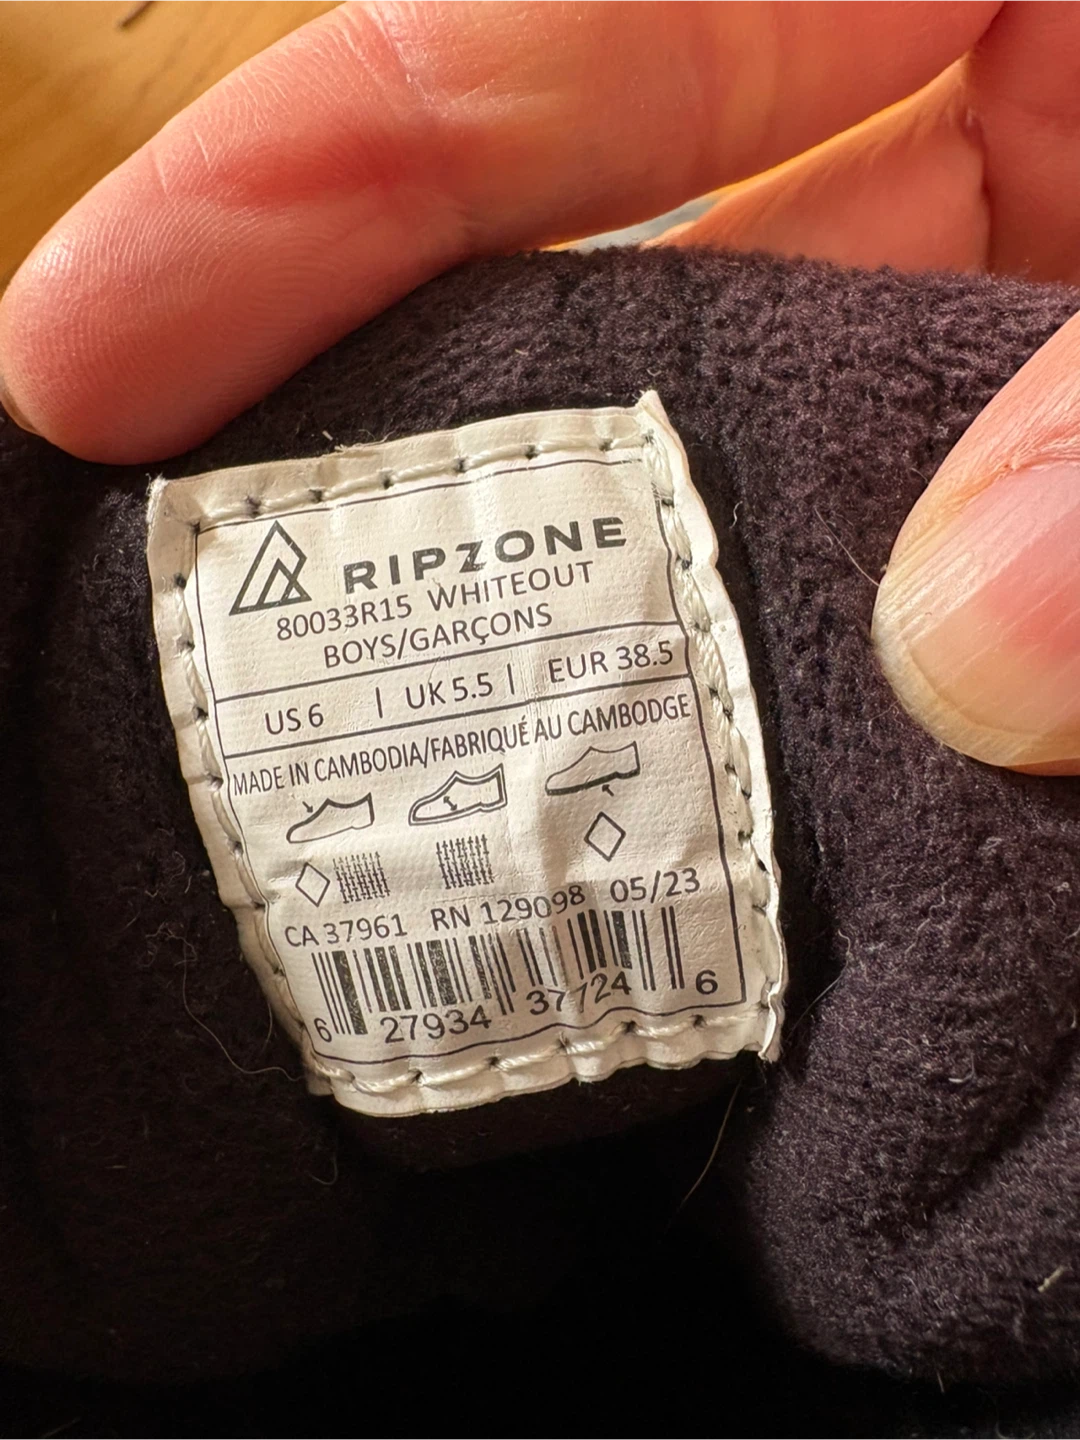 RIPZONE
80033R15 WHITEOUT
BOYS/GARÇONS
US 6 | UK 5.5 | EUR 38.5
MADE IN CAMBODIA/FABRIQUÉ AU CAMBODGE
CA 37961 RN 129098 05/23
6 27934 37724 6